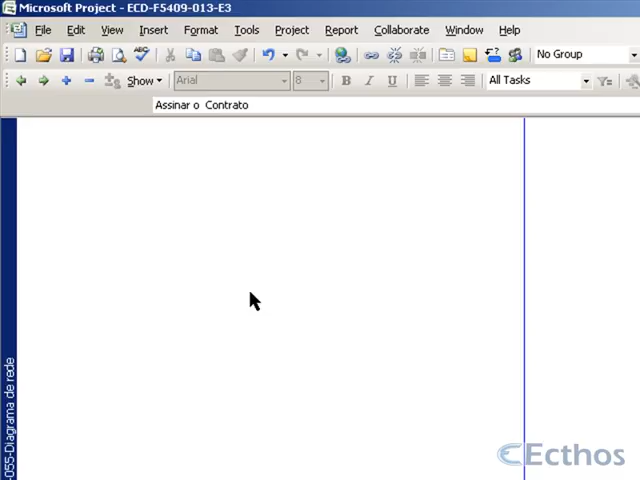 Microsoft Project - ECD-F5409-013-E3
File Edit View Insert Format Tools Project Report Collaborate Window Help
No Group
Show Arial 8 B I U All Tasks
Assinar o Contrato
-055-Diagrama de rede
Ecthos